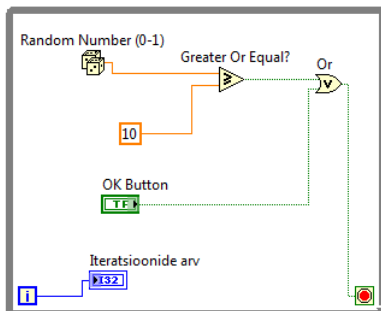 Random Number (0-1)
Greater Or Equal?
Or
V
10
OK Button
TF
Iteratsioonide arv
I32
i